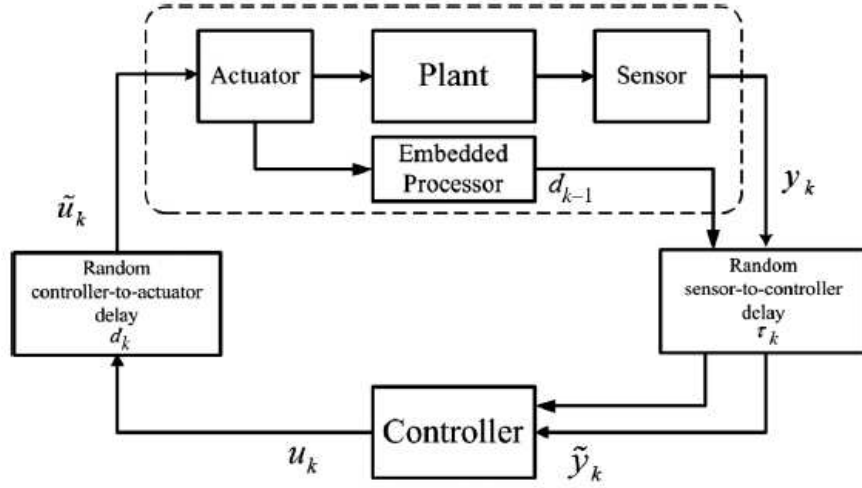 Actuator
Plant
Sensor
Embedded
Processor
d_{k-1}
ũ_k
y_k
Random
controller-to-actuator
delay
d_k
Random
sensor-to-controller
delay
τ_k
Controller
u_k
ỹ_k